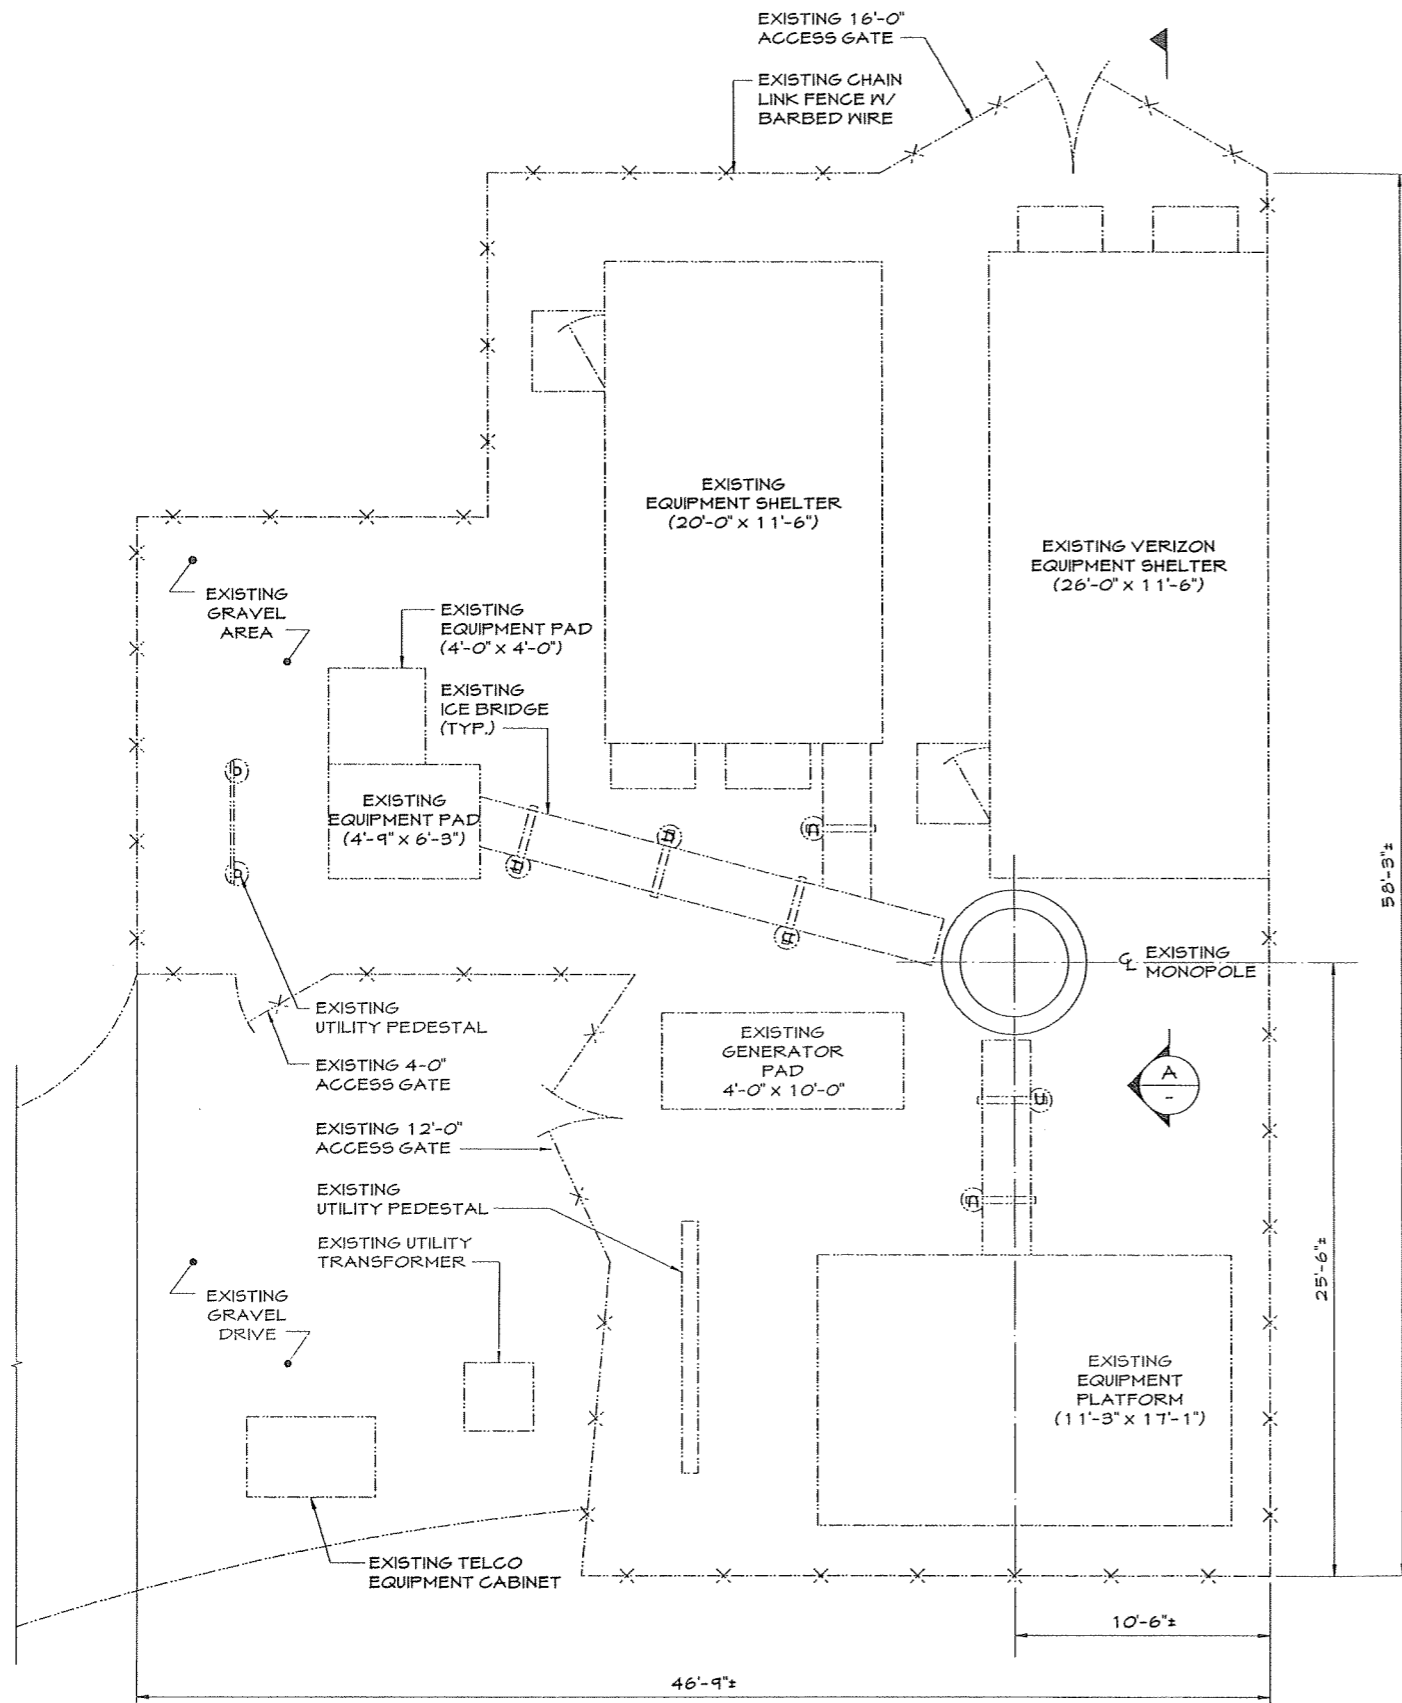 EXISTING 16'-0"
ACCESS GATE
EXISTING CHAIN
LINK FENCE W/
BARBED WIRE
EXISTING
EQUIPMENT SHELTER
(20'-0" x 11'-6")
EXISTING VERIZON
EQUIPMENT SHELTER
(26'-0" x 11'-6")
EXISTING
GRAVEL
AREA
EXISTING
EQUIPMENT PAD
(4'-0" x 4'-0")
EXISTING
ICE BRIDGE
(TYP.)
EXISTING
EQUIPMENT PAD
(4'-9" x 6'-3")
58'-3"±
℄ EXISTING
MONOPOLE
EXISTING
UTILITY PEDESTAL
EXISTING
GENERATOR
PAD
4'-0" x 10'-0"
EXISTING 4-0"
ACCESS GATE
A
-
EXISTING 12'-0"
ACCESS GATE
EXISTING
UTILITY PEDESTAL
EXISTING UTILITY
TRANSFORMER
25'-6"±
EXISTING
GRAVEL
DRIVE
EXISTING
EQUIPMENT
PLATFORM
(11'-3" x 17'-1")
EXISTING TELCO
EQUIPMENT CABINET
10'-6"±
46'-9"±